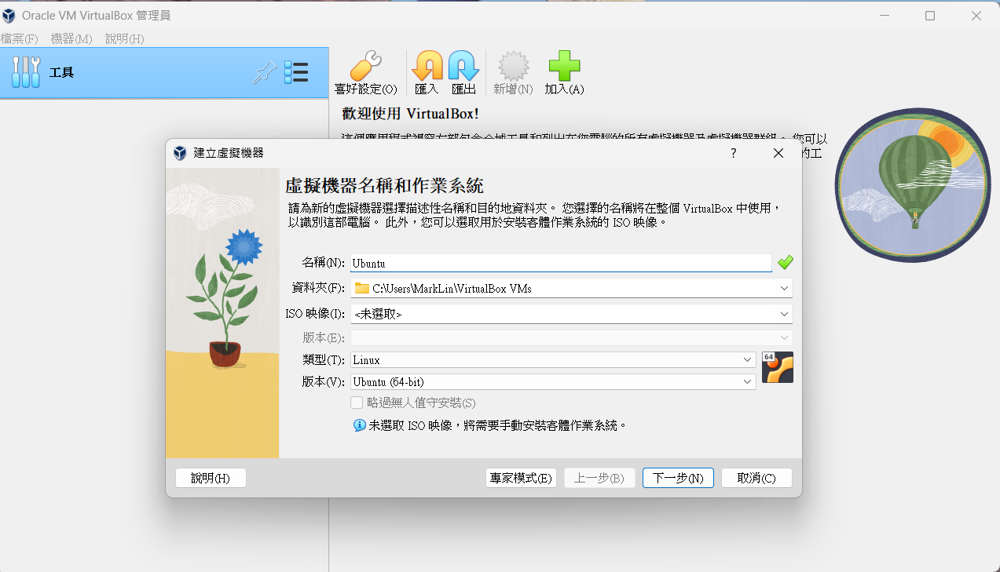 Oracle VM VirtualBox 管理員
檔案(F) 機器(M) 說明(H)
工具
喜好設定(O) 匯入 匯出 新增(N) 加入(A)
歡迎使用 VirtualBox!
您可以
的工
建立虛擬機器
?
虛擬機器名稱和作業系統
請為新的虛擬機器選擇描述性名稱和目的地資料夾。 您選擇的名稱將在整個 VirtualBox 中使用，
以識別這部電腦。 此外，您可以選取用於安裝客體作業系統的 ISO 映像。
名稱(N): Ubuntu
資料夾(F): C:\Users\MarkLin\VirtualBox VMs
ISO 映像(I): <未選取>
版本(E):
類型(T): Linux
64
版本(V): Ubuntu (64-bit)
略過無人值守安裝(S)
未選取 ISO 映像，將需要手動安裝客體作業系統。
說明(H) 專家模式(E) 上一步(B) 下一步(N) 取消(C)